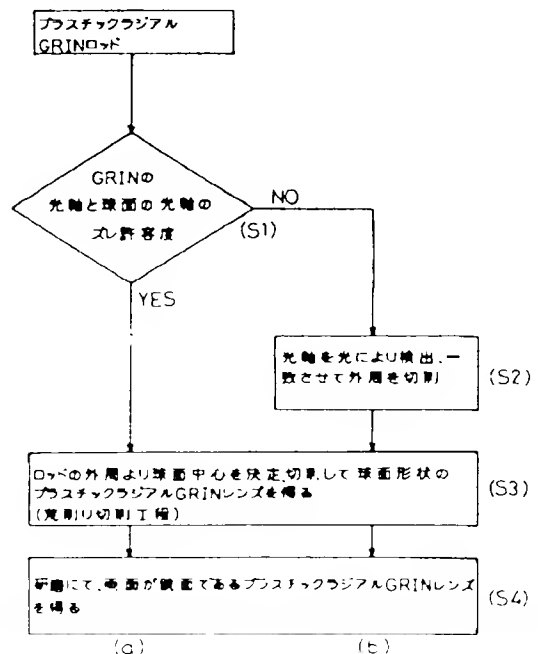 プラスチックラジアル
GRINロッド
GRINの
光軸と球面の光軸の
ズレ許容度
(S1)
NO
YES
光軸を光により検出、一
致させて外周を切削
(S2)
ロッドの外周より球面中心を決定、切削して球面形状の
プラスチックラジアルGRINレンズを得る
(荒削り切削工程)
(S3)
研磨にて、両面が鏡面であるプラスチックラジアルGRINレンズ
を得る
(S4)
(a)
(b)